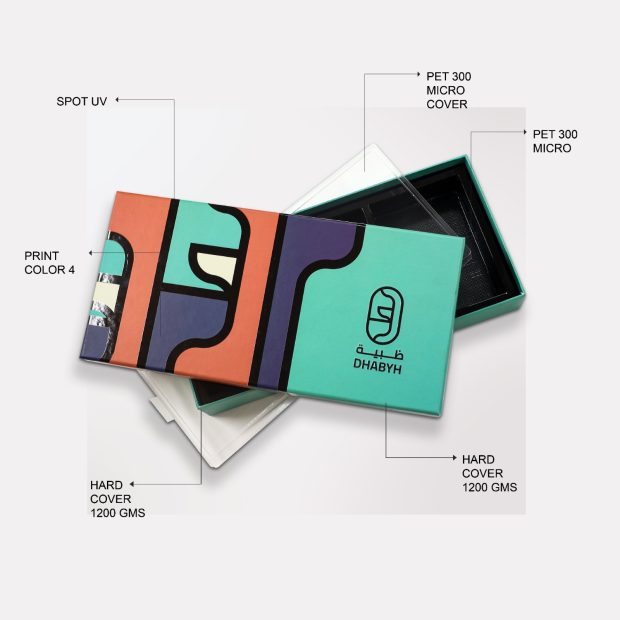 PET 300
MICRO
COVER
SPOT UV
PET 300
MICRO
PRINT
COLOR 4
ظبية
DHABYH
HARD
COVER
1200 GMS
HARD
COVER
1200 GMS